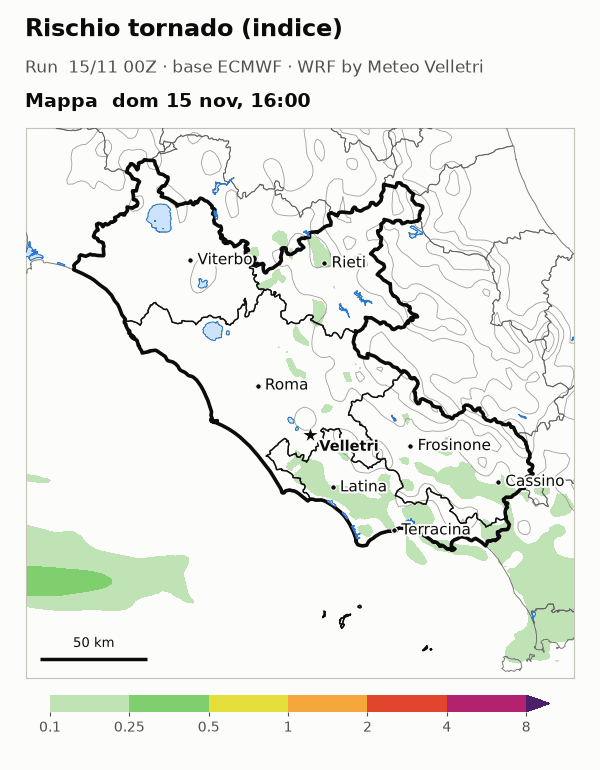 Rischio tornado (indice)
Run 15/11 00Z · base ECMWF · WRF by Meteo Velletri
Mappa dom 15 nov, 16:00
Viterbo
Rieti
Roma
Velletri
Frosinone
Cassino
Latina
Terracina
50 km
0.1 0.25 0.5 1 2 4 8